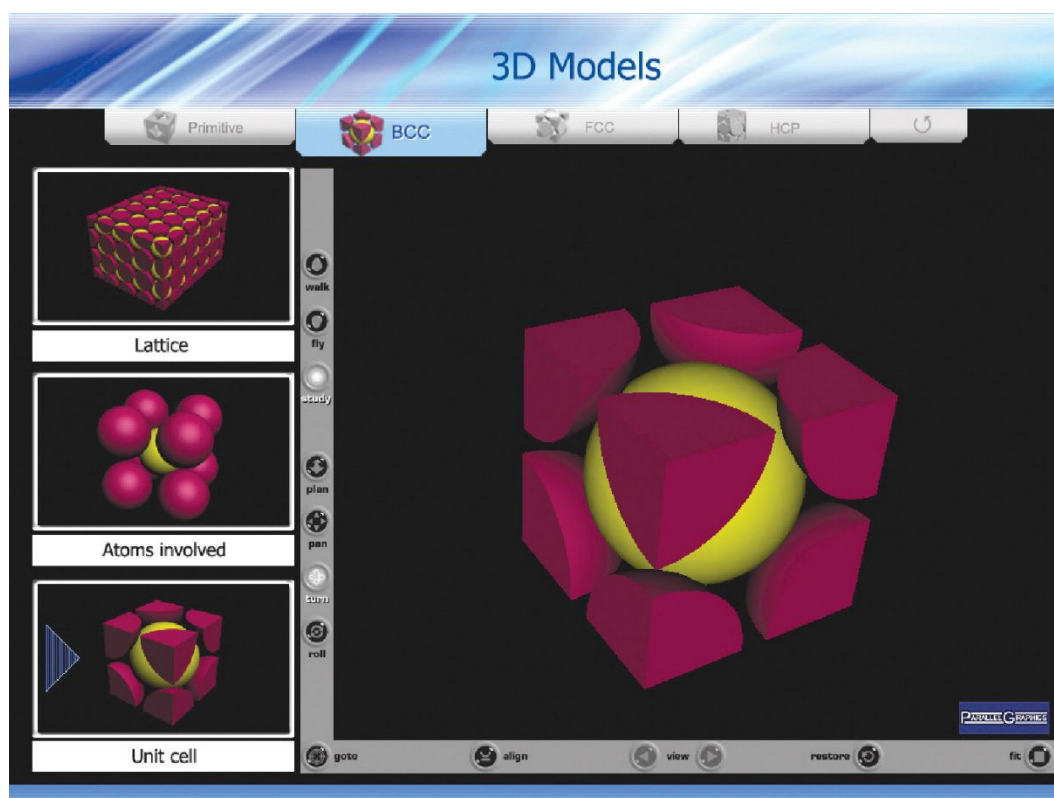 3D Models
Primitive
BCC
FCC
HCP
Lattice
Atoms involved
Unit cell
walk
fly
study
plan
pan
turn
roll
goto
align
view
restore
fit
PARALLELGRAPHICS